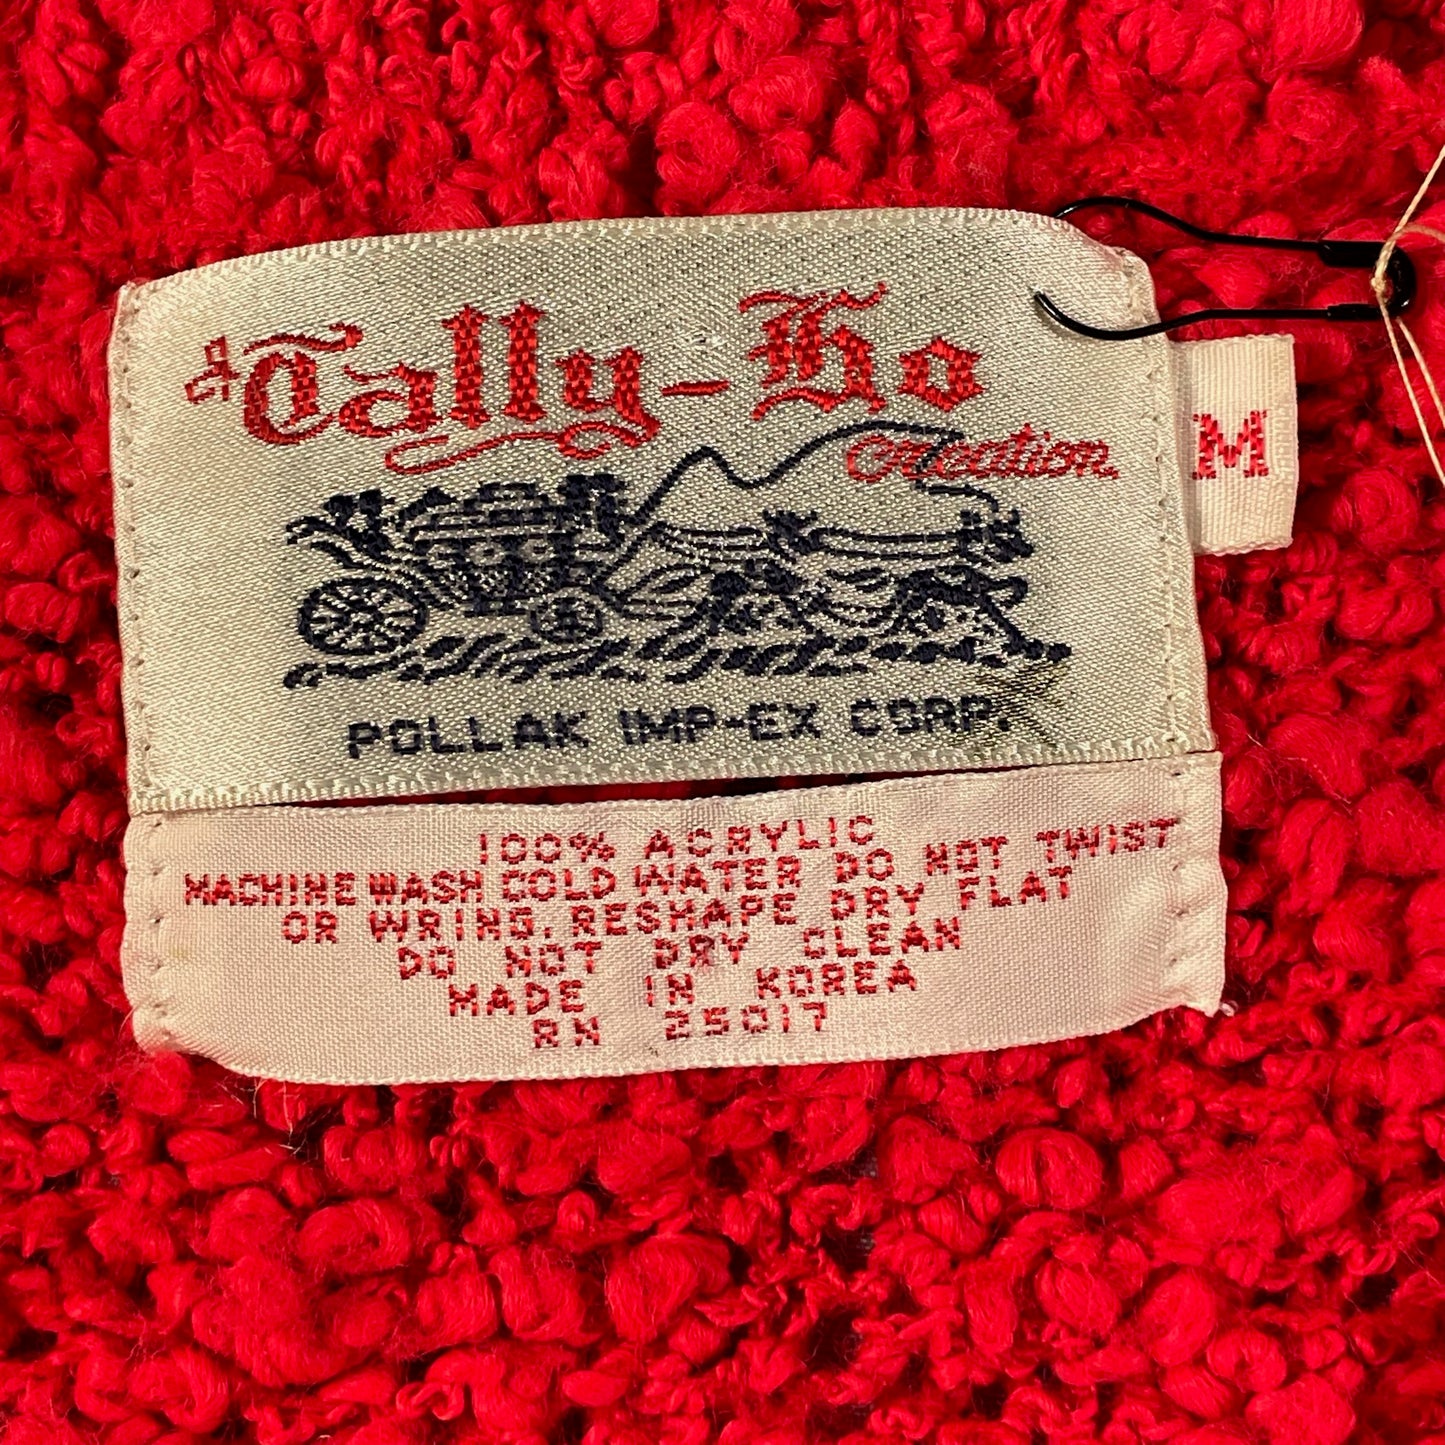 A Tally-Ho
Creation
M
POLLAK IMP-EX CORP.
100% ACRYLIC
MACHINE WASH COLD WATER DO NOT TWIST
OR WRING. RESHAPE DRY FLAT
DO NOT DRY CLEAN
MADE IN KOREA
RN 25017